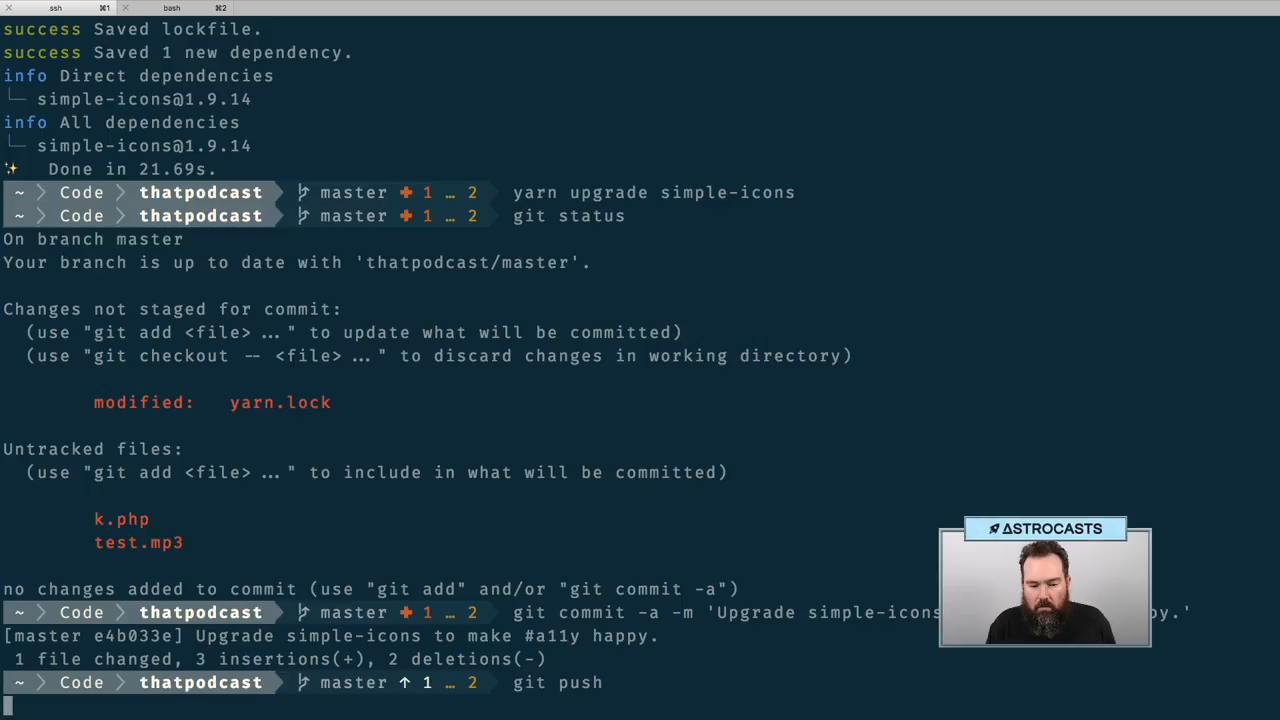 ssh ⌘1 bash ⌘2
success Saved lockfile.
success Saved 1 new dependency.
info Direct dependencies
└─ simple-icons@1.9.14
info All dependencies
└─ simple-icons@1.9.14
✨ Done in 21.69s.
~ Code thatpodcast master ✚ 1 … 2 yarn upgrade simple-icons
~ Code thatpodcast master ✚ 1 … 2 git status
On branch master
Your branch is up to date with 'thatpodcast/master'.
Changes not staged for commit:
(use "git add <file> ..." to update what will be committed)
(use "git checkout -- <file> ..." to discard changes in working directory)
modified: yarn.lock
Untracked files:
(use "git add <file> ..." to include in what will be committed)
k.php
test.mp3
no changes added to commit (use "git add" and/or "git commit -a")
~ Code thatpodcast master ✚ 1 … 2 git commit -a -m 'Upgrade simple-icons py.'
[master e4b033e] Upgrade simple-icons to make #a11y happy.
1 file changed, 3 insertions(+), 2 deletions(-)
~ Code thatpodcast master ↑ 1 … 2 git push
ΔSTROCASTS